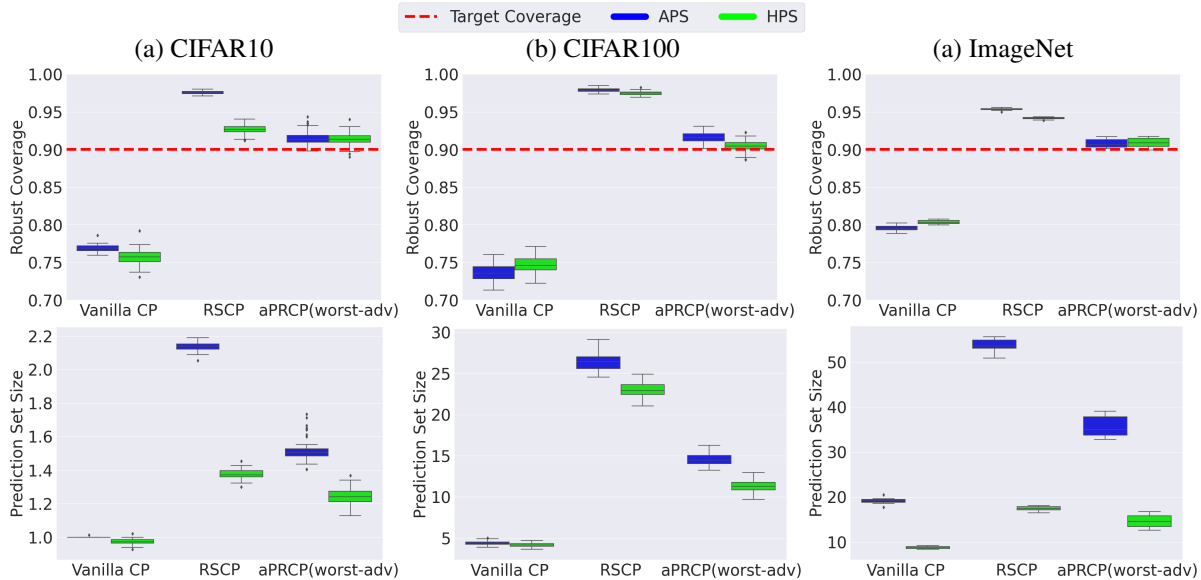 Target Coverage APS HPS
(a) CIFAR10 (b) CIFAR100 (a) ImageNet
Robust Coverage
1.00
0.95
0.90
0.85
0.80
0.75
0.70
Vanilla CP RSCP aPRCP(worst-adv)
Robust Coverage
1.00
0.95
0.90
0.85
0.80
0.75
0.70
Vanilla CP RSCP aPRCP(worst-adv)
Robust Coverage
1.00
0.95
0.90
0.85
0.80
0.75
0.70
Vanilla CP RSCP aPRCP(worst-adv)
Prediction Set Size
2.2
2.0
1.8
1.6
1.4
1.2
1.0
Vanilla CP RSCP aPRCP(worst-adv)
Prediction Set Size
30
25
20
15
10
5
Vanilla CP RSCP aPRCP(worst-adv)
Prediction Set Size
50
40
30
20
10
Vanilla CP RSCP aPRCP(worst-adv)